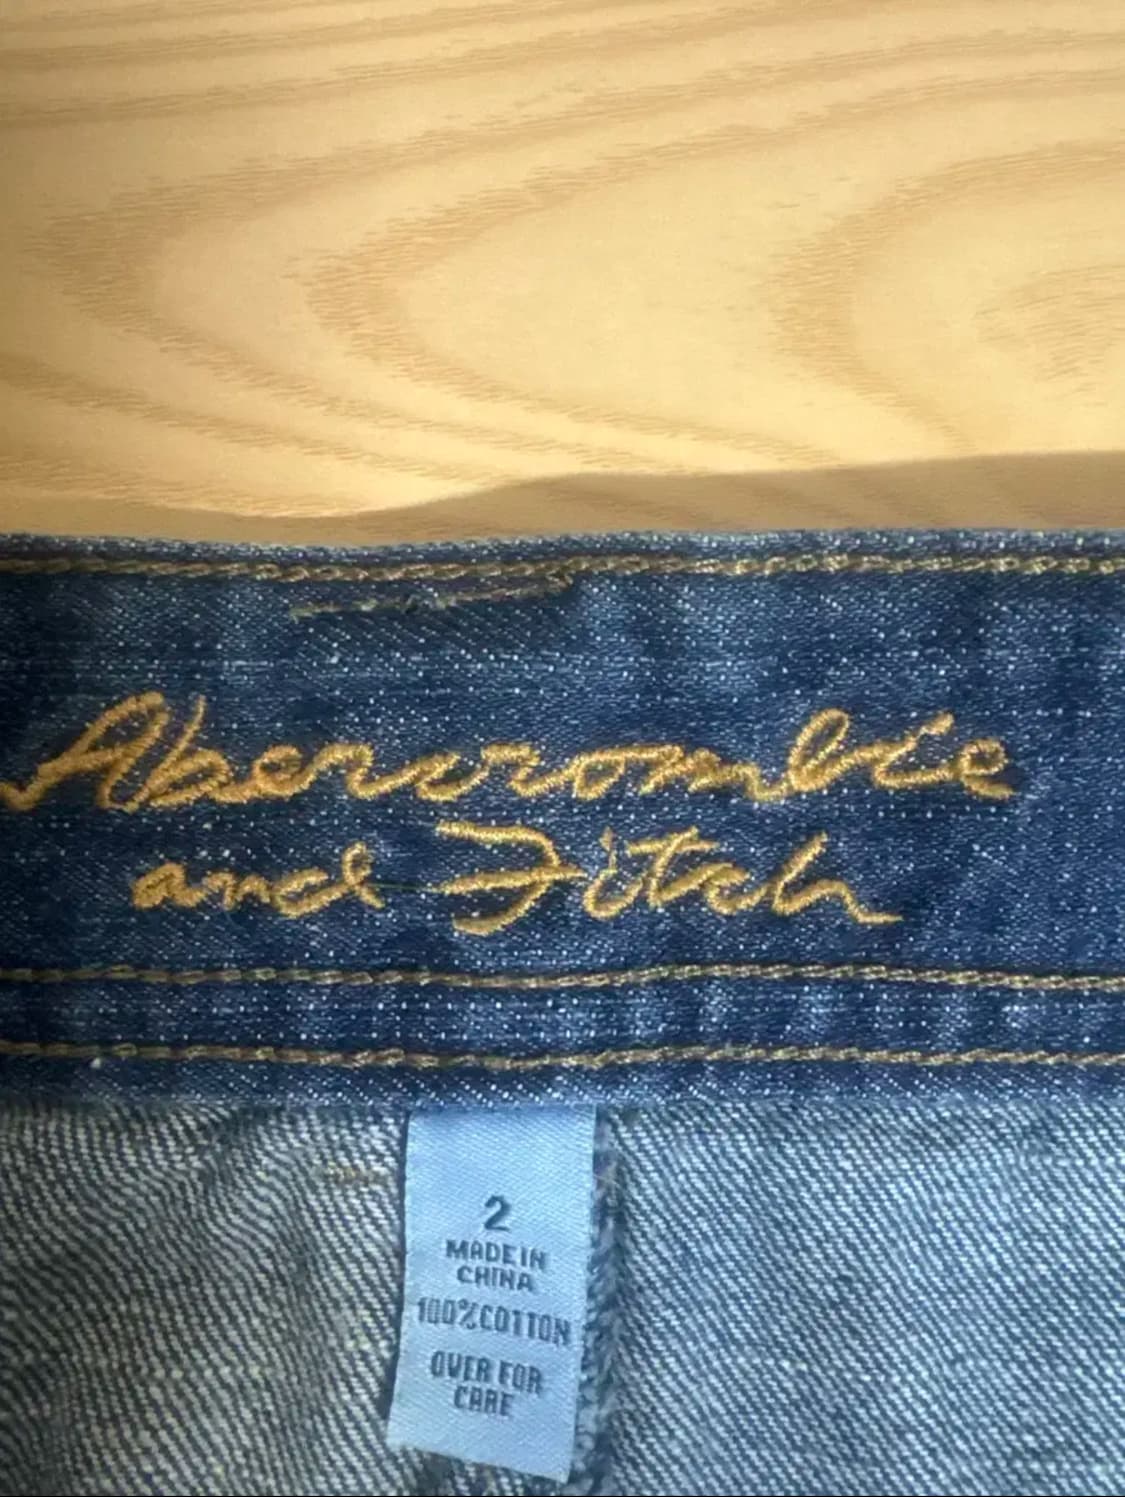 Abercrombie
and Fitch
2
MADE IN
CHINA
100%COTTON
OVER FOR
CARE